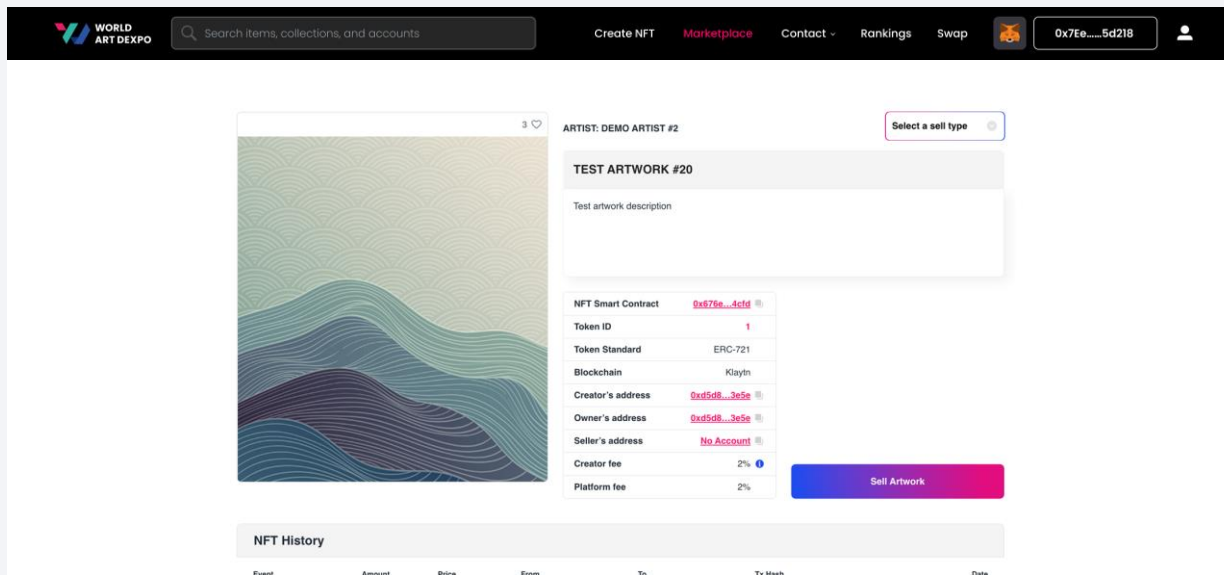 WORLD
ART DEXPO
Search items, collections, and accounts
Create NFT
Marketplace
Contact
Rankings
Swap
0x7Ee......5d218
3
ARTIST: DEMO ARTIST #2
Select a sell type
TEST ARTWORK #20
Test artwork description
NFT Smart Contract 0x676e...4cfd
Token ID 1
Token Standard ERC-721
Blockchain Klaytn
Creator's address 0xd5d8...3e5e
Owner's address 0xd5d8...3e5e
Seller's address No Account
Creator fee 2%
Platform fee 2%
Sell Artwork
NFT History
Event Amount Price From To Tx Hash Date